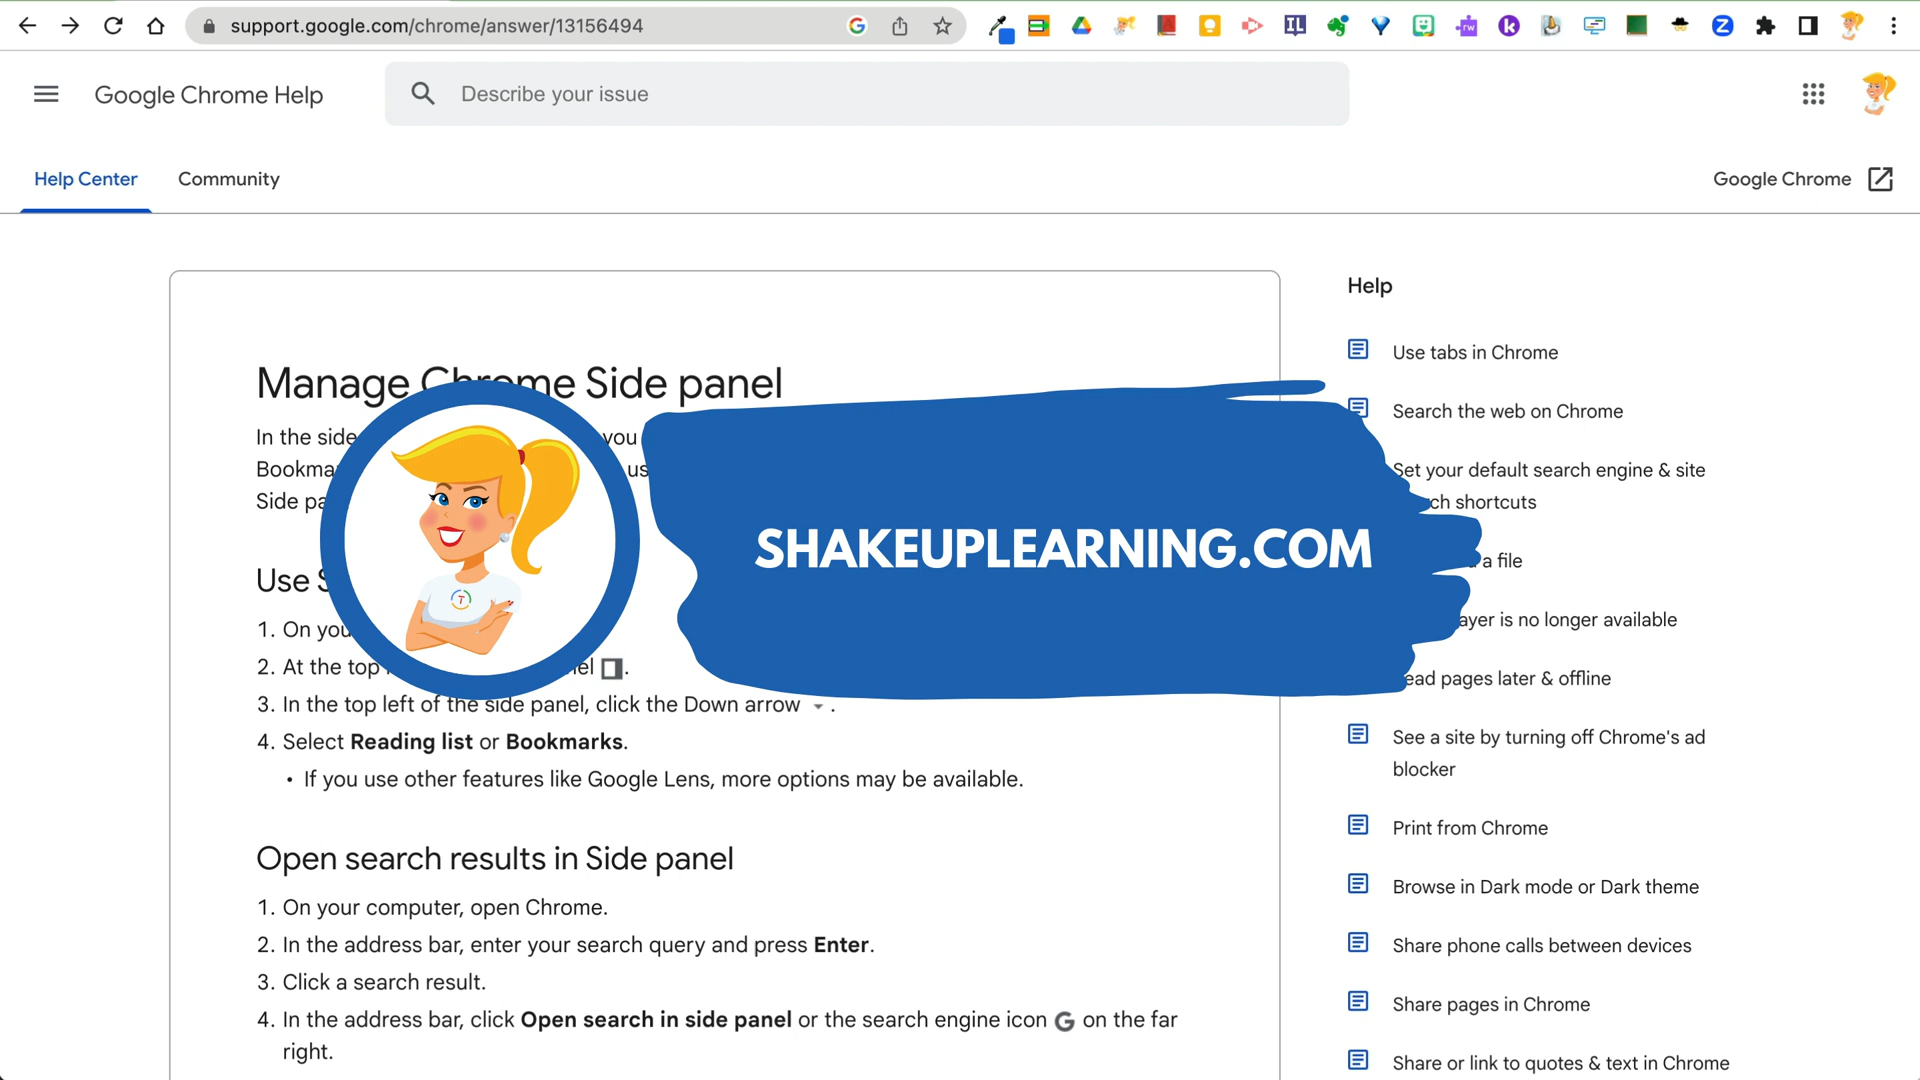 support.google.com/chrome/answer/13156494
Google Chrome Help
Describe your issue
Help Center
Community
Google Chrome
Manage Chrome Side panel
In the side you
Bookma us
Side pa
Use S
1. On you
2. At the top el .
3. In the top left of the side panel, click the Down arrow .
4. Select Reading list or Bookmarks.
• If you use other features like Google Lens, more options may be available.
Open search results in Side panel
1. On your computer, open Chrome.
2. In the address bar, enter your search query and press Enter.
3. Click a search result.
4. In the address bar, click Open search in side panel or the search engine icon G on the far
right.
T
SHAKEUPLEARNING.COM
Help
Use tabs in Chrome
Search the web on Chrome
Set your default search engine & site
ch shortcuts
a file
ayer is no longer available
ead pages later & offline
See a site by turning off Chrome's ad
blocker
Print from Chrome
Browse in Dark mode or Dark theme
Share phone calls between devices
Share pages in Chrome
Share or link to quotes & text in Chrome